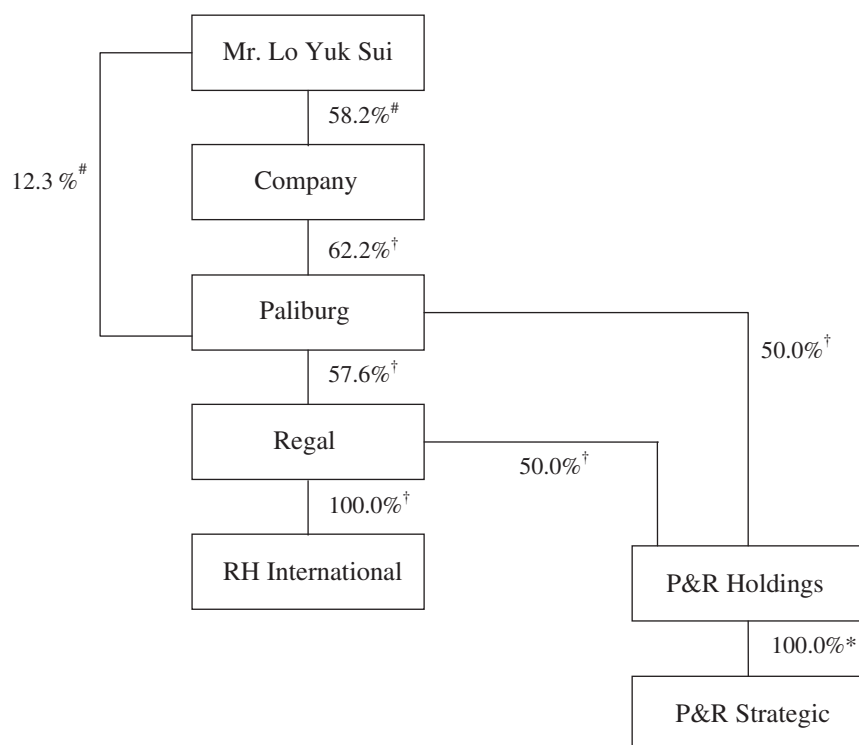 Mr. Lo Yuk Sui
58.2%#
12.3 %#
Company
62.2%†
Paliburg
50.0%†
57.6%†
Regal
50.0%†
100.0%†
RH International
P&R Holdings
100.0%*
P&R Strategic